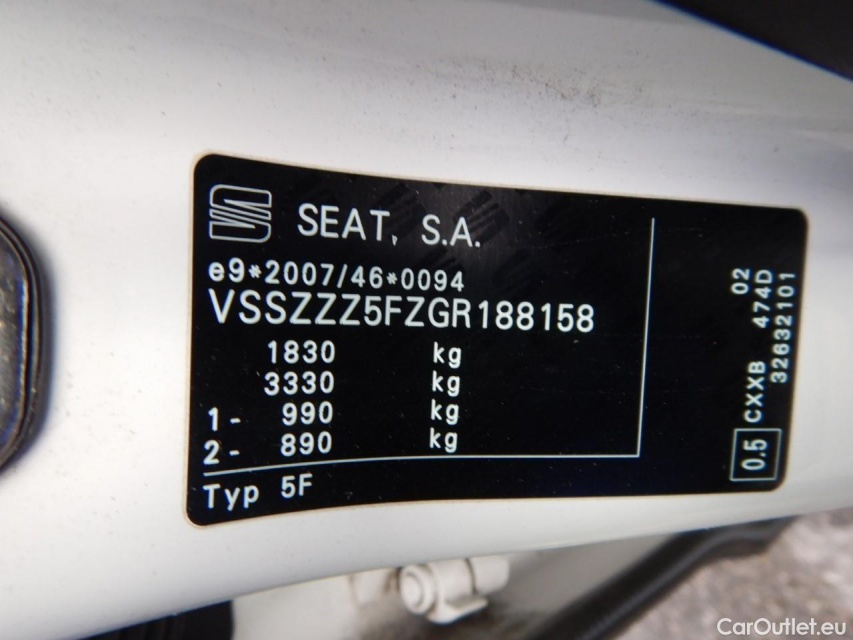 SEAT, S.A.
e9*2007/46*0094
VSSZZZ5FZGR188158
1830 kg
3330 kg
1- 990 kg
2- 890 kg
Typ 5F
0.5 CXXB 474D 02
32632101
CarOutlet.eu